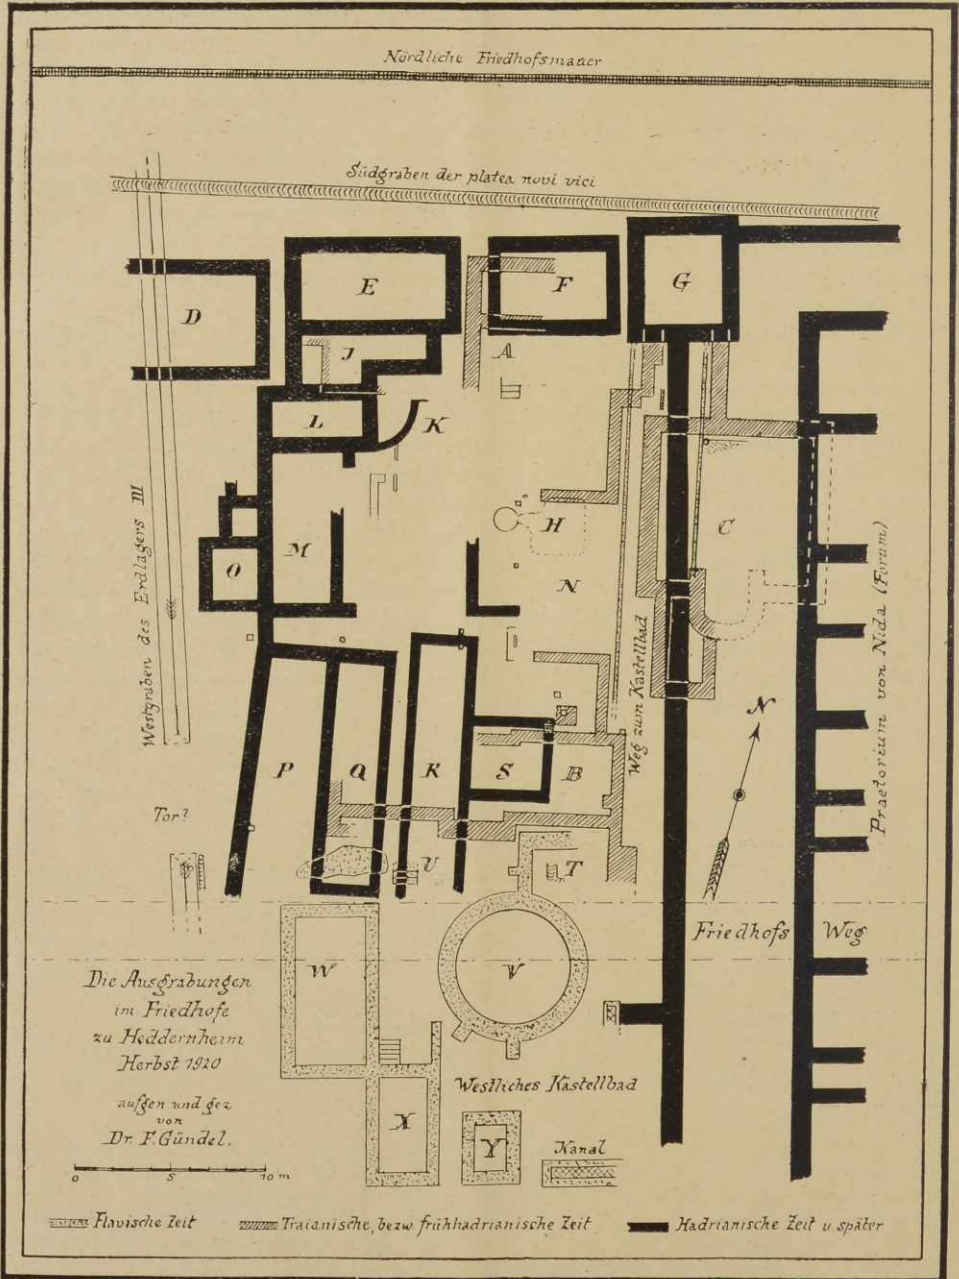 Nördliche Friedhofsmauer
Südgraben der platea novi vici
E
F
G
D
J
A
L
K
H
C
M
O
N
Westgraben des Erdlagers III
Weg zum Kastellbad
Praetorium von Nida (Forum)
N
P
Q
K
S
B
Tor?
U
T
Friedhofs Weg
W
V
Die Ausgrabungen
im Friedhofe
zu Heddernheim
Herbst 1920
aufgen und gez
von
Dr. F. Gündel.
Westliches Kastellbad
X
Y
Kanal
0 5 10 m
Flavische Zeit
Traianische, bezw. frühhadrianische Zeit
Hadrianische Zeit u. später